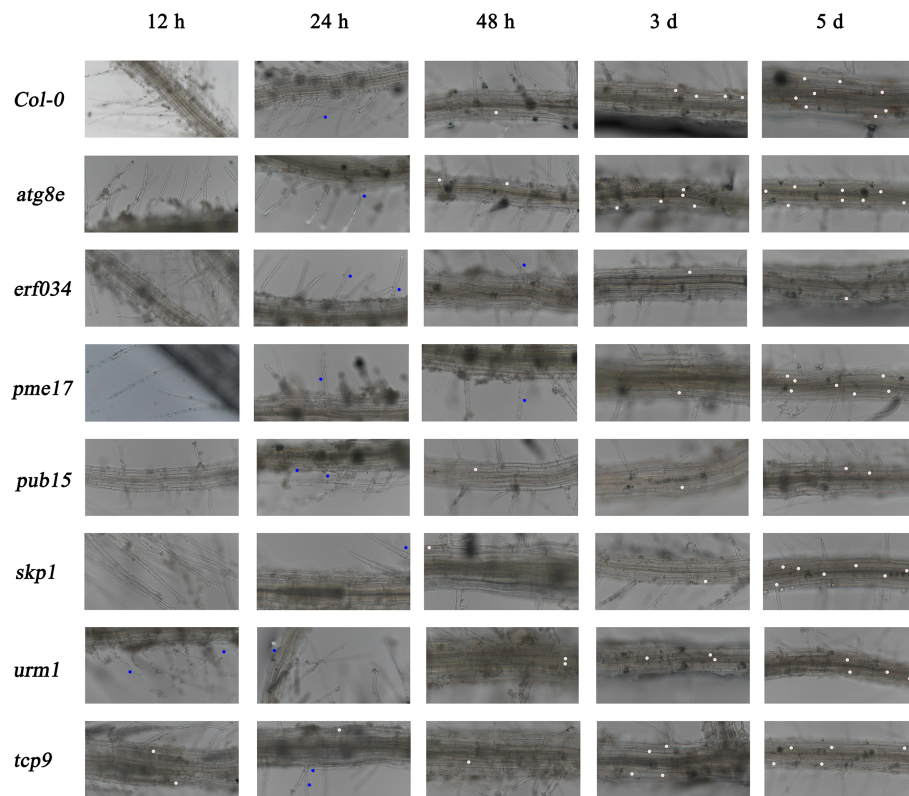 12 h 24 h 48 h 3 d 5 d
Col-0
atg8e
erf034
pme17
pub15
skp1
urm1
tcp9